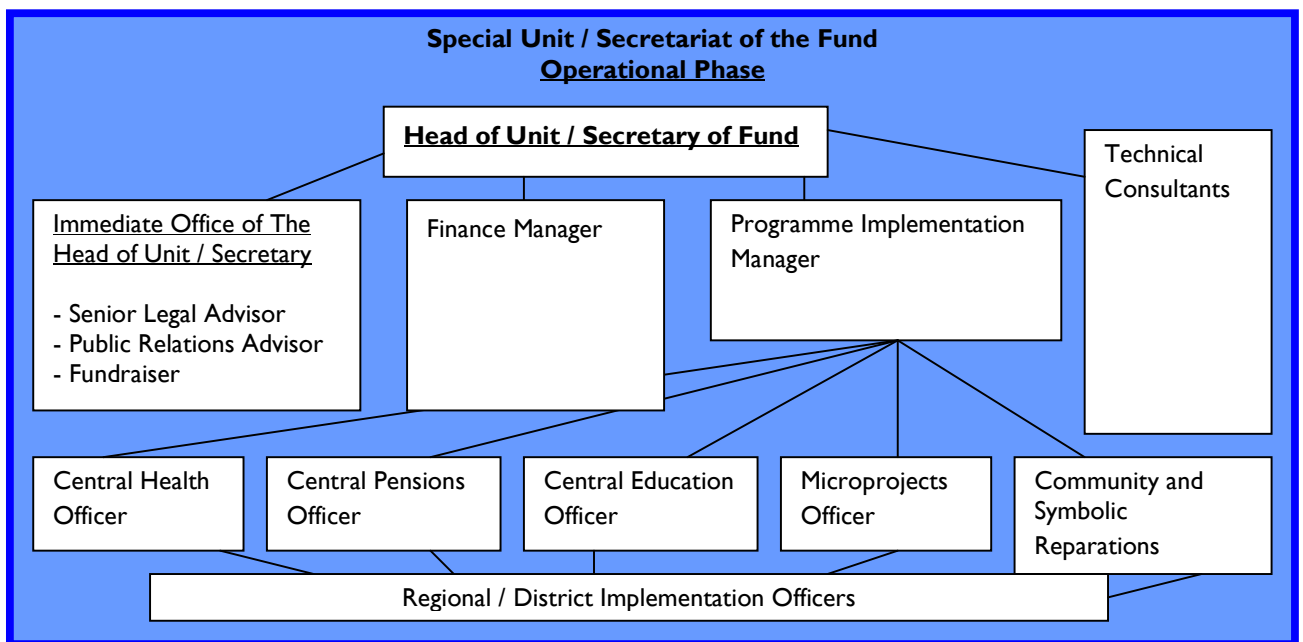 Special Unit / Secretariat of the Fund
Operational Phase
Head of Unit / Secretary of Fund
Technical
Consultants
Immediate Office of The
Head of Unit / Secretary
- Senior Legal Advisor
- Public Relations Advisor
- Fundraiser
Finance Manager
Programme Implementation
Manager
Central Health
Officer
Central Pensions
Officer
Central Education
Officer
Microprojects
Officer
Community and
Symbolic
Reparations
Regional / District Implementation Officers